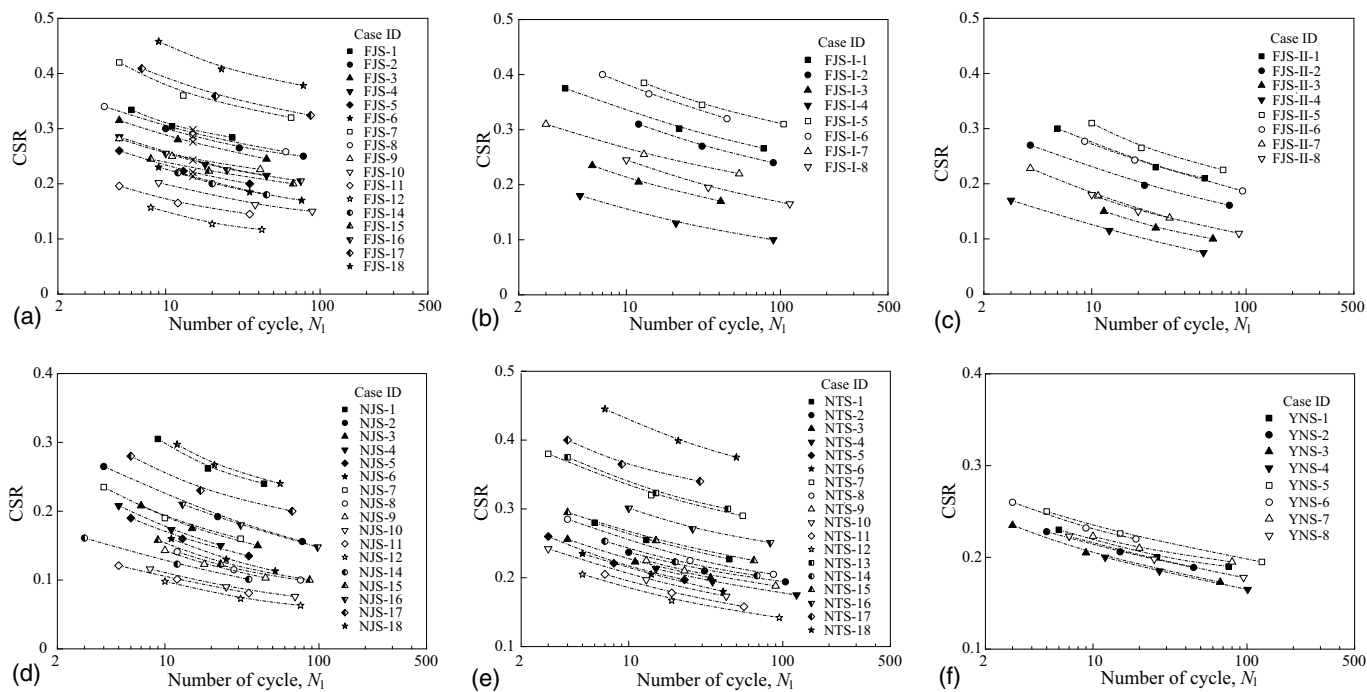 0.5
0.4
0.3
0.2
0.1
0
CSR
2
10
100
500
Number of cycle, N₁
(a)
Case ID
FJS-1
FJS-2
FJS-3
FJS-4
FJS-5
FJS-6
FJS-7
FJS-8
FJS-9
FJS-10
FJS-11
FJS-12
FJS-14
FJS-15
FJS-16
FJS-17
FJS-18
0.5
0.4
0.3
0.2
0.1
0
CSR
2
10
100
500
Number of cycle, N₁
(b)
Case ID
FJS-I-1
FJS-I-2
FJS-I-3
FJS-I-4
FJS-I-5
FJS-I-6
FJS-I-7
FJS-I-8
0.5
0.4
0.3
0.2
0.1
0
CSR
2
10
100
500
Number of cycle, N₁
(c)
Case ID
FJS-II-1
FJS-II-2
FJS-II-3
FJS-II-4
FJS-II-5
FJS-II-6
FJS-II-7
FJS-II-8
0.4
0.3
0.2
0.1
0
CSR
2
10
100
500
Number of cycle, N₁
(d)
Case ID
NJS-1
NJS-2
NJS-3
NJS-4
NJS-5
NJS-6
NJS-7
NJS-8
NJS-9
NJS-10
NJS-11
NJS-12
NJS-14
NJS-15
NJS-16
NJS-17
NJS-18
0.5
0.4
0.3
0.2
0.1
CSR
2
10
100
500
Number of cycle, N₁
(e)
Case ID
NTS-1
NTS-2
NTS-3
NTS-4
NTS-5
NTS-6
NTS-7
NTS-8
NTS-9
NTS-10
NTS-11
NTS-12
NTS-13
NTS-14
NTS-15
NTS-16
NTS-17
NTS-18
0.4
0.3
0.2
0.1
CSR
2
10
100
500
Number of cycle, N₁
(f)
Case ID
YNS-1
YNS-2
YNS-3
YNS-4
YNS-5
YNS-6
YNS-7
YNS-8